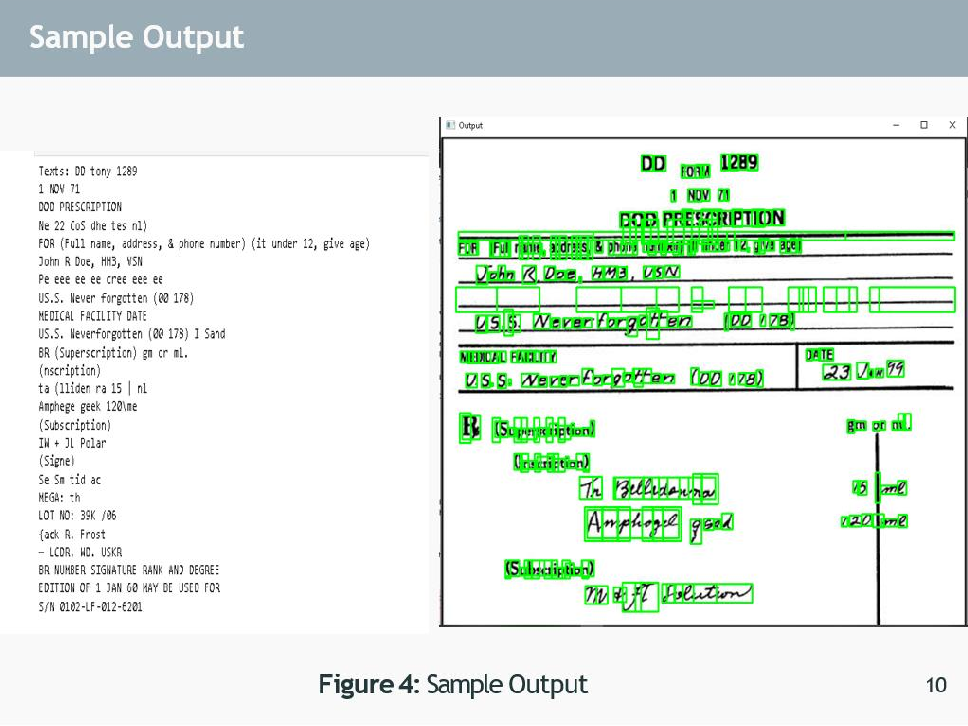 Sample Output
Texts: DD tony 1289
1 NOV 71
DOD PRESCRIPTION
Ne 22 CoS dhe tes nl)
FOR (Full name, address, & phone number) (it under 12, give age)
John R Doe, HH3, VSN
Pe eee ee ee cree eee ee
US.S. Never forgotten (00 178)
MEDICAL FACILITY DATE
US.S. Neverforgotten (00 178) I Sand
BR (Superscription) gm or mL.
(nscription)
ta (lliden ra 15 | nl
Amphege geek 120\me
(Subscription)
IW + Jl Polar
(Signe)
Se Sm tid ac
MEGA: th
LOT NO: 39K /06
{ack R. Frost
— LCDR. WD. USKR
BR NUMBER SIGNATURE RANK AND DEGREE
EDITION OF 1 JAN 60 MAY BE USED FOR
S/N 0102-LF-012-6201
Output
DD FORM 1289
1 NOV 71
DOD PRESCRIPTION
FOR (Full name, address, & phone number) (if under 12, give age)
John R. Doe, HM3, USN
U.S.S. Neverforgotten (DD 178)
MEDICAL FACILITY
DATE
U.S.S. Neverforgotten (DD 178)
23 Jan 99
R (Superscription)
gm or ml.
(Inscription)
Tr Belladonna 15 ml
Amphogel qsad 120 ml
(Subscription)
M & FT Solution
Figure 4: Sample Output
10